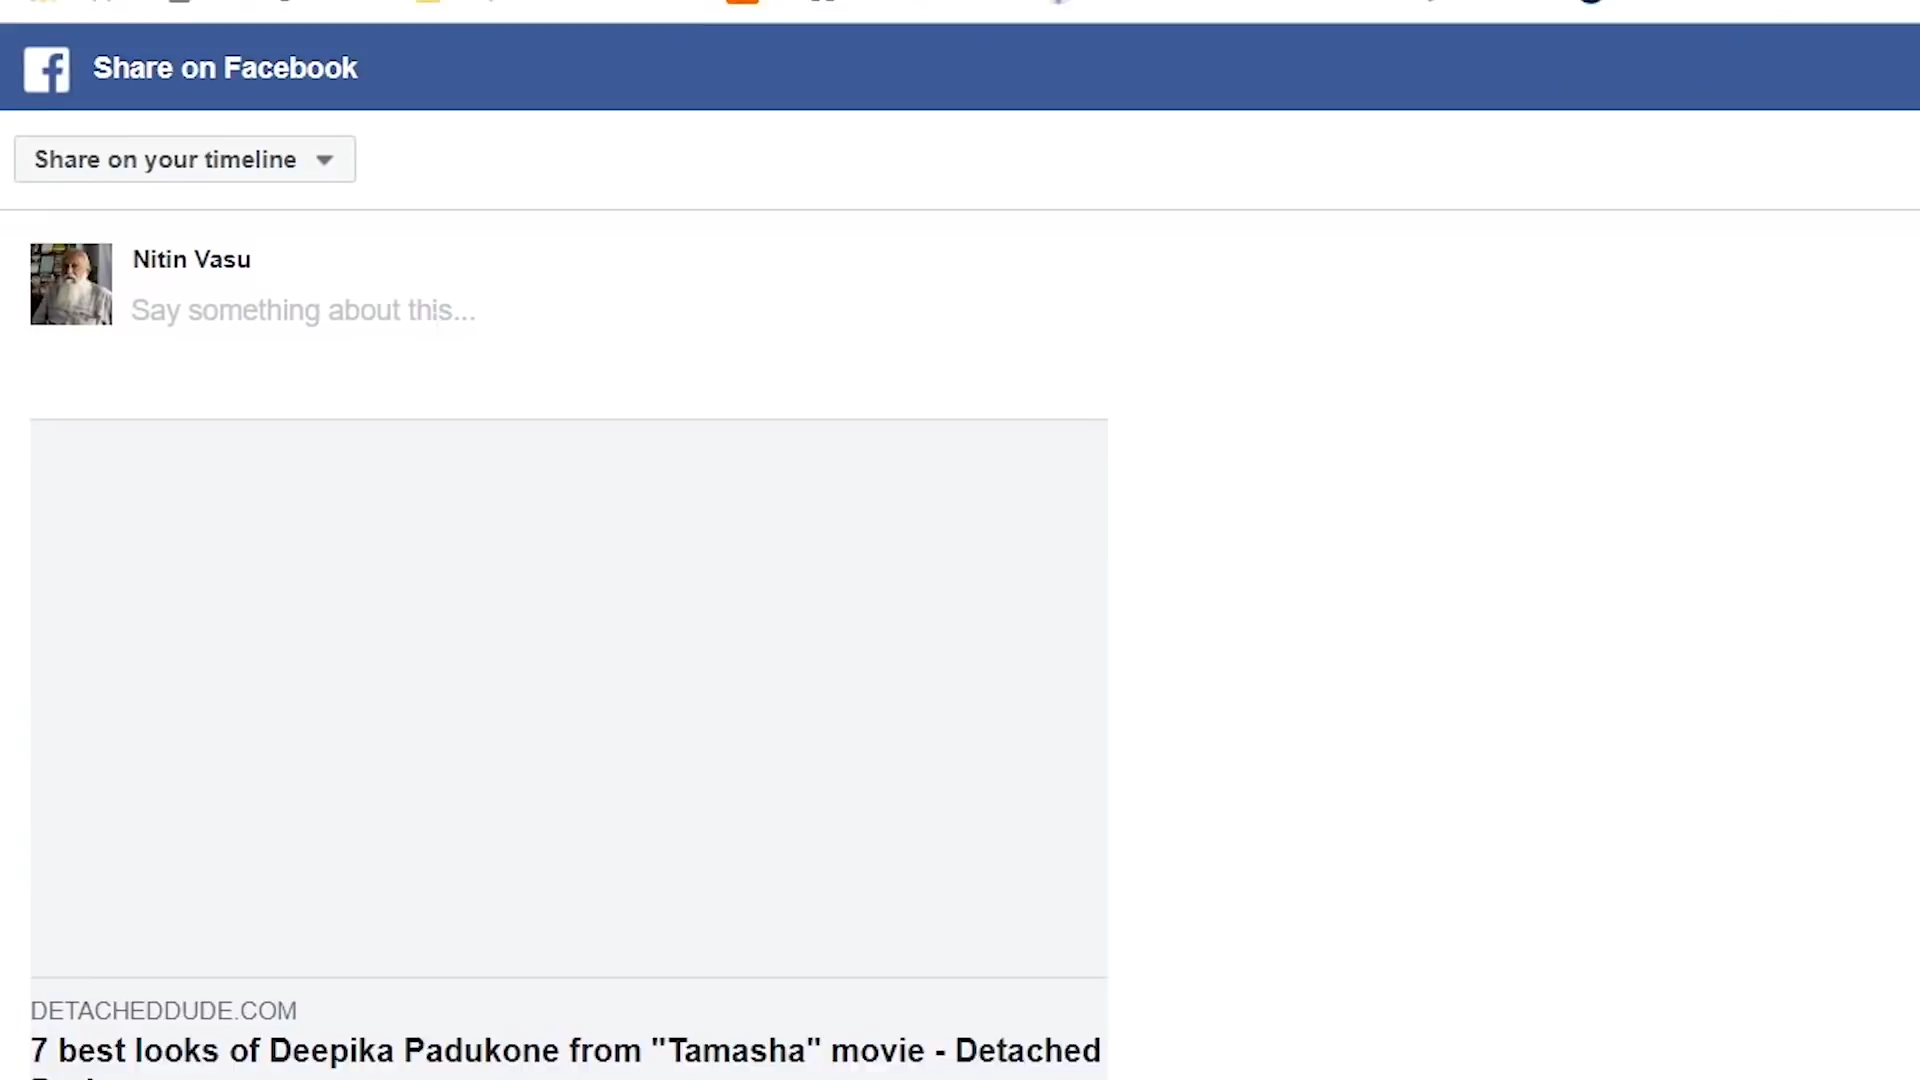 Share on Facebook
Share on your timeline
Nitin Vasu
Say something about this...
DETACHEDDUDE.COM
7 best looks of Deepika Padukone from "Tamasha" movie - Detached